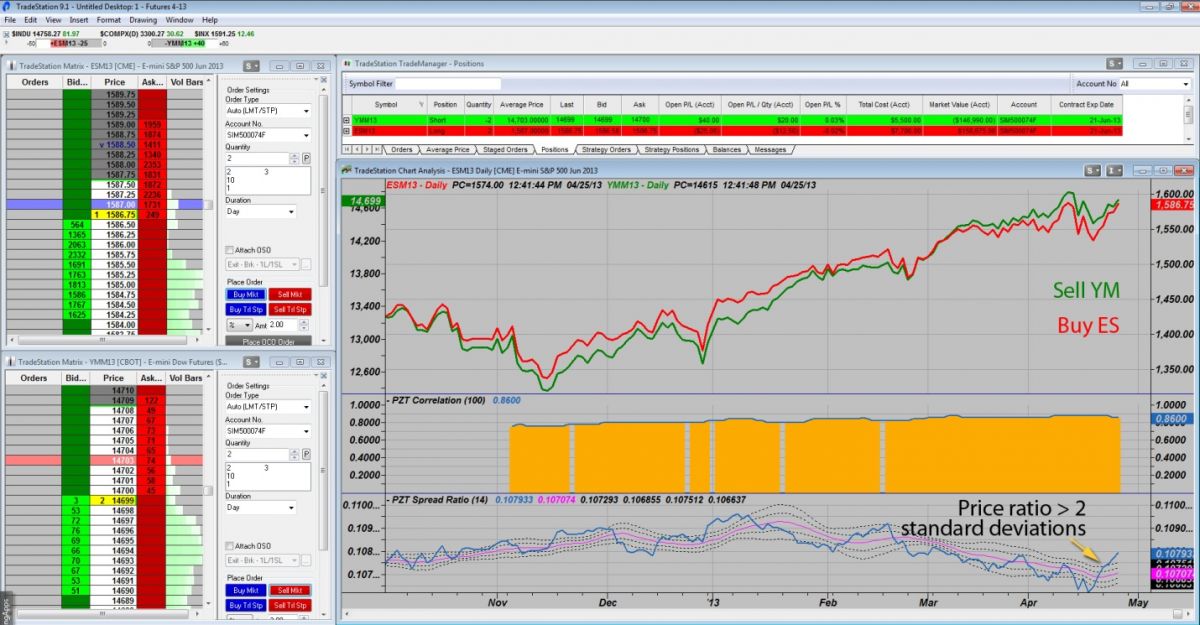 TradeStation 9.1 - Untitled Desktop: 1 - Futures 4-13
File Edit View Insert Format Drawing Window Help
$INDU 14758.27 81.97 $COMPX(D) 3300.27 30.62 $INX 1591.25 12.46
-50 +ESM13 -25 0 0 -YMM13 +40 +80
TradeStation Matrix - ESM13 [CME] - E-mini S&P 500 Jun 2013
Orders Bid... Price Ask... Vol Bars
1589.75
1589.50
1589.25
1589.00 1959
1588.75 1874
v 1588.50 1411
1588.25 1340
1588.00 2353
1587.75 1831
1587.50 1872
1587.25 2236
1587.00 1731
1 1586.75 249
564 1586.50
1365 1586.25
2063 1586.00
2332 1585.75
1691 1585.50
1763 1585.25
1813 1585.00
1586 1584.75
1767 1584.50
1625 1584.25
1584.00
Order Settings
Order Type
Auto (LMT/STP)
Account No.
SIM500074F
Quantity
2 P
2 3
10
1
Duration
Day
Attach OSO
Exit - Brk - 1L/1SL
Place Order
Buy Mkt Sell Mkt
Buy Trl Stp Sell Trl Stp
% Amt 2.00
Place OCO Order
TradeStation Matrix - YMM13 [CBOT] - E-mini Dow Futures ($...
Orders Bid... Price Ask... Vol Bars
14710
14709 122
14708 49
14707 67
14706 73
14705 71
14704 65
14703 74
14702 56
14701 58
14700 45
3 2 14699
53 14698
72 14697
76 14696
69 14695
66 14694
70 14693
67 14692
53 14691
51 14690
14689
Order Settings
Order Type
Auto (LMT/STP)
Account No.
SIM500074F
Quantity
2 P
2 3
10
1
Duration
Day
Attach OSO
Exit - Brk - 1L/1SL
Place Order
Buy Mkt Sell Mkt
Buy Trl Stp Sell Trl Stp
TradeStation TradeManager - Positions
Symbol Filter Account No All
Symbol Position Quantity Average Price Last Bid Ask Open P/L (Acct) Open P/L / Qty (Acct) Open P/L % Total Cost (Acct) Market Value (Acct) Account Contract Exp Date
YMM13 Short -2 14,703.00000 14699 14699 14700 $40.00 $20.00 0.03% $5,500.00 ($146,990.00) SIM500074F 21-Jun-13
ESM13 Long 1586.75 1586.50 1586.75 SIM500074F 21-Jun-13
Orders Average Price Staged Orders Positions Strategy Orders Strategy Positions Balances Messages
TradeStation Chart Analysis - ESM13 Daily [CME] E-mini S&P 500 Jun 2013
ESM13 - Daily PC=1574.00 12:41:44 PM 04/25/13 YMM13 - Daily PC=14615 12:41:48 PM 04/25/13
14,699
14,600
14,200
13,800
13,400
13,000
12,600
1,600.00
1,586.75
1,550.00
1,500.00
1,450.00
1,400.00
1,350.00
Sell YM
Buy ES
- PZT Correlation (100) 0.8600
1.0000 1.0000
0.8000 0.8600
0.6000 0.6000
0.4000 0.4000
0.2000 0.2000
- PZT Spread Ratio (14) 0.107933 0.107074 0.107293 0.106855 0.107512 0.106637
0.1100... 0.1100...
0.109... 0.1090...
0.108... 0.10793
0.107... 0.10707
Price ratio > 2
standard deviations
Nov Dec '13 Feb Mar Apr May